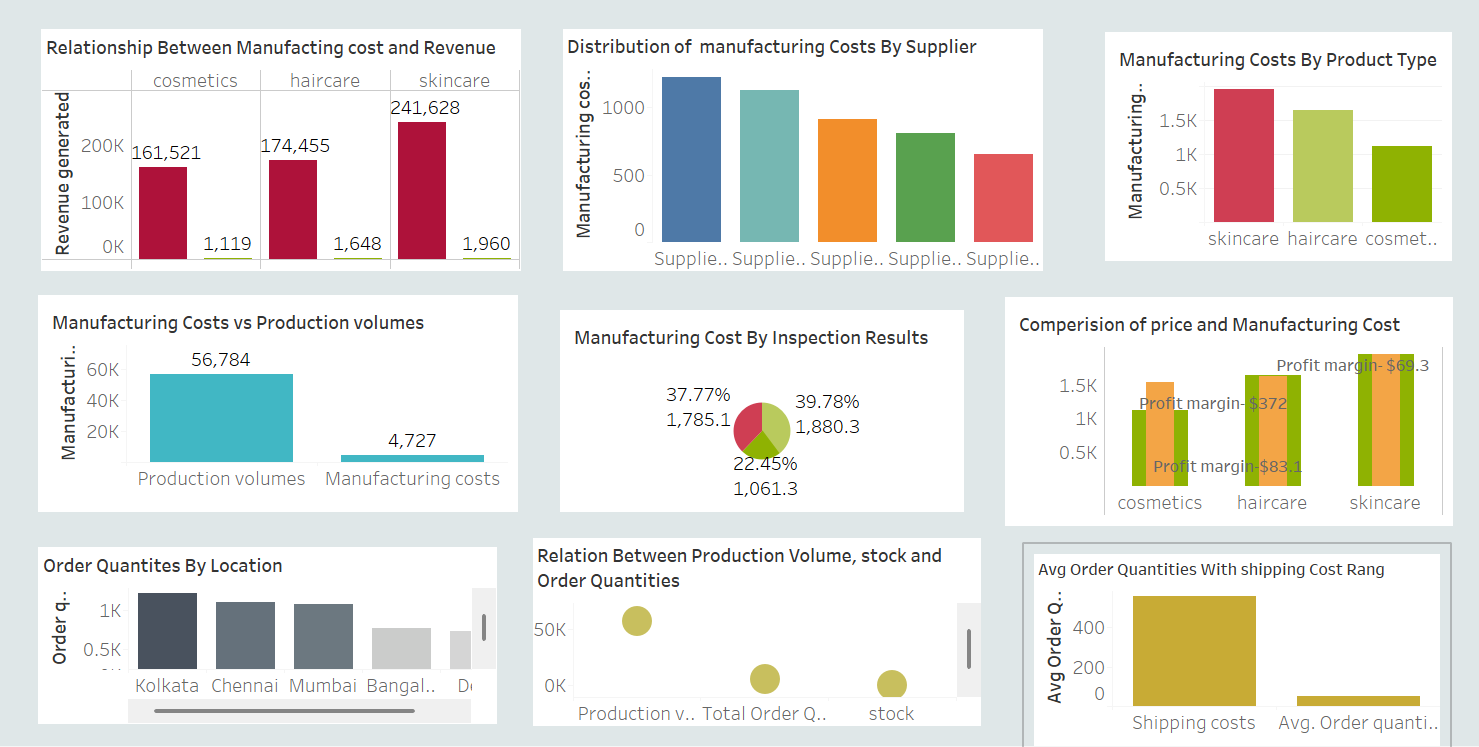 Relationship Between Manufacting cost and Revenue
cosmetics haircare skincare
Revenue generated
200K
100K
0K
161,521
1,119
174,455
1,648
241,628
1,960
Distribution of manufacturing Costs By Supplier
Manufacturing cos..
1000
500
0
Supplie.. Supplie.. Supplie.. Supplie.. Supplie..
Manufacturing Costs By Product Type
Manufacturing..
1.5K
1K
0.5K
skincare haircare cosmet..
Manufacturing Costs vs Production volumes
Manufacturi..
60K
40K
20K
56,784
4,727
Production volumes Manufacturing costs
Manufacturing Cost By Inspection Results
37.77%
1,785.1
39.78%
1,880.3
22.45%
1,061.3
Comperision of price and Manufacturing Cost
1.5K
1K
0.5K
Profit margin- $69.3
Profit margin- $372
Profit margin-$83.1
cosmetics haircare skincare
Order Quantites By Location
Order q..
1K
0.5K
Kolkata Chennai Mumbai Bangal..
Relation Between Production Volume, stock and
Order Quantities
50K
0K
Production v.. Total Order Q.. stock
Avg Order Quantities With shipping Cost Rang
Avg Order Q..
400
200
0
Shipping costs Avg. Order quanti..